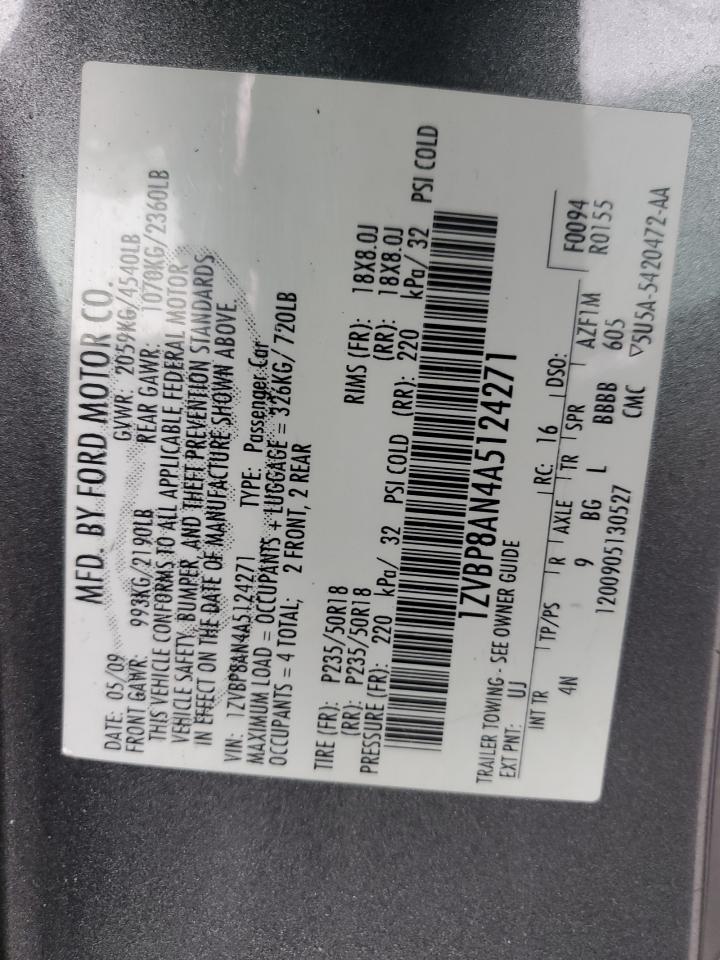 MFD. BY FORD MOTOR CO.
DATE: 05/09 GVWR: 2059KG/4540LB
FRONT GAWR: 993KG/2190LB REAR GAWR: 1070KG/2360LB
THIS VEHICLE CONFORMS TO ALL APPLICABLE FEDERAL MOTOR
VEHICLE SAFETY, BUMPER, AND THEFT PREVENTION STANDARDS
IN EFFECT ON THE DATE OF MANUFACTURE SHOWN ABOVE.
VIN: 1ZVBP8AN4A5124271 TYPE: Passenger Car
MAXIMUM LOAD = OCCUPANTS + LUGGAGE = 326KG/720LB
OCCUPANTS = 4 TOTAL; 2 FRONT, 2 REAR
TIRE (FR): P235/50R18 RIMS (FR): 18X8.0J
(RR): P235/50R18 (RR): 18X8.0J
PRESSURE (FR): 220 kPa/ 32 PSI COLD (RR): 220 kPa/ 32 PSI COLD
1ZVBP8AN4A5124271
TRAILER TOWING - SEE OWNER GUIDE
EXT PNT: UJ RC: 16 DSO: F0094
R0155
INT TR TP/PS R AXLE TR SPR AZF1M
4N 9 BG L BBBB 605
1200905130527 CMC ▽5U5A-5420472-AA